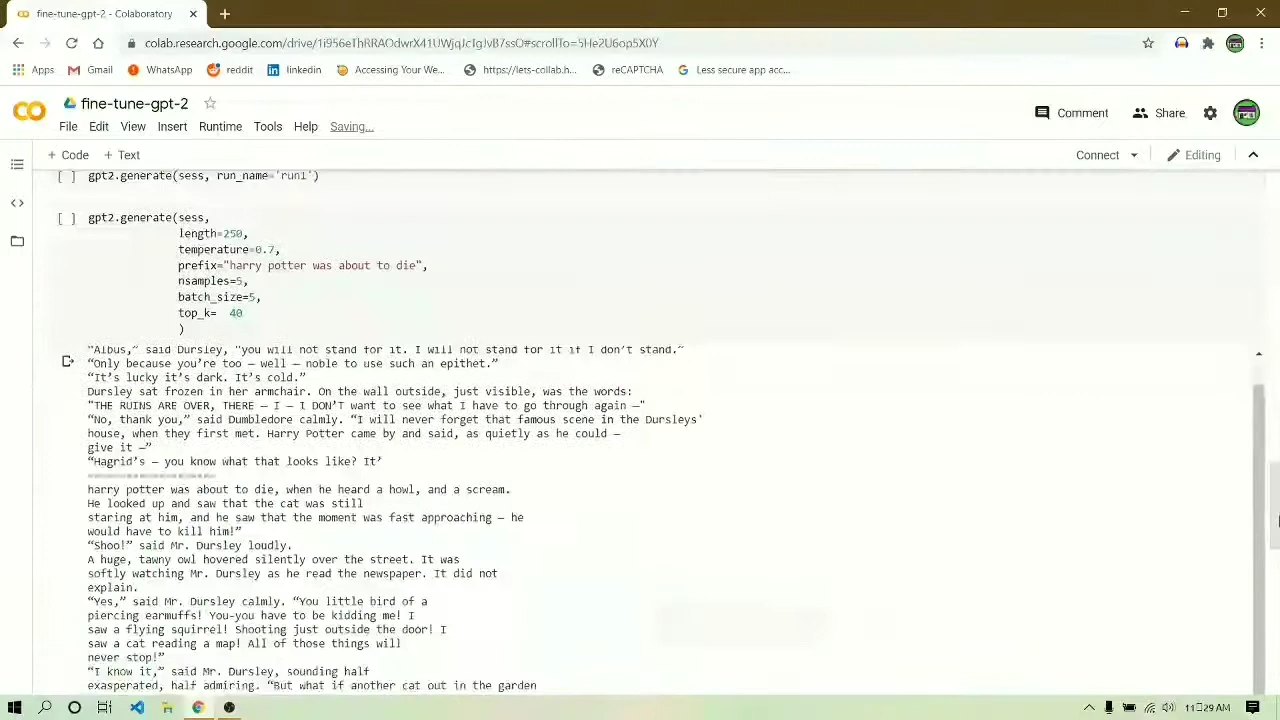 fine-tune-gpt-2 - Colaboratory
colab.research.google.com/drive/1i956eThRRAOdwrX41UWjqJcTgJvB7ssO#scrollTo=5He2U6op5X0Y
Apps Gmail WhatsApp reddit linkedin Accessing Your We... https://lets-collab.h... reCAPTCHA Less secure app acc...
fine-tune-gpt-2
Comment Share
File Edit View Insert Runtime Tools Help Saving...
+ Code + Text Connect Editing
[ ] gpt2.generate(sess, run_name='run1')
[ ] gpt2.generate(sess,
length=250,
temperature=0.7,
prefix="harry potter was about to die",
nsamples=5,
batch_size=5,
top_k= 40
)
“Albus,” said Dursley, “you will not stand for it. I will not stand for it if I don’t stand.”
“Only because you’re too — well — noble to use such an epithet.”
“It’s lucky it’s dark. It’s cold.”
Dursley sat frozen in her armchair. On the wall outside, just visible, was the words:
"THE RUINS ARE OVER, THERE — I — I DON’T want to see what I have to go through again —"
“No, thank you,” said Dumbledore calmly. “I will never forget that famous scene in the Dursleys'
house, when they first met. Harry Potter came by and said, as quietly as he could —
give it —”
“Hagrid’s — you know what that looks like? It’
====================
harry potter was about to die, when he heard a howl, and a scream.
He looked up and saw that the cat was still
staring at him, and he saw that the moment was fast approaching — he
would have to kill him!”
“Shoo!” said Mr. Dursley loudly.
A huge, tawny owl hovered silently over the street. It was
softly watching Mr. Dursley as he read the newspaper. It did not
explain.
“Yes,” said Mr. Dursley calmly. “You little bird of a
piercing earmuffs! You-you have to be kidding me! I
saw a flying squirrel! Shooting just outside the door! I
saw a cat reading a map! All of those things will
never stop!”
“I know it,” said Mr. Dursley, sounding half
exasperated, half admiring. “But what if another cat out in the garden
11:29 AM